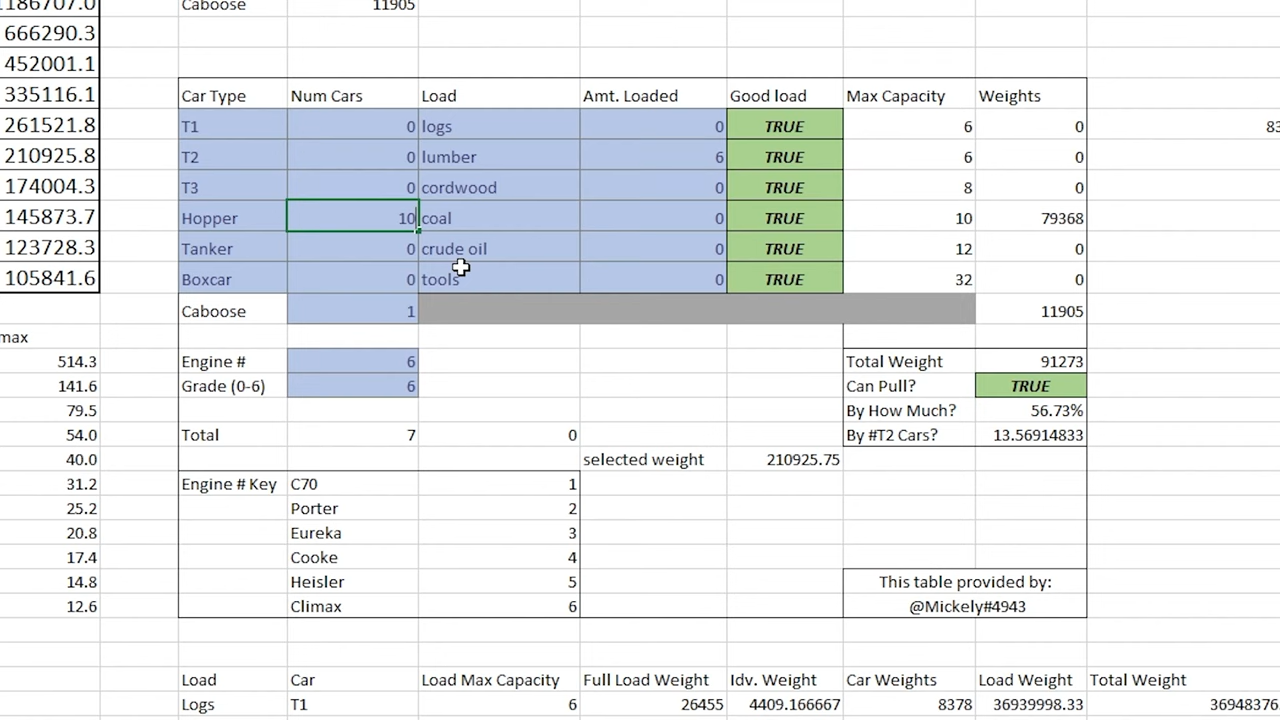 1186707.0 Caboose 11905
666290.3
452001.1
335116.1 Car Type Num Cars Load Amt. Loaded Good load Max Capacity Weights
261521.8 T1 0 logs 0 TRUE 6 0
210925.8 T2 0 lumber 6 TRUE 6 0
174004.3 T3 0 cordwood 0 TRUE 8 0
145873.7 Hopper 10 coal 0 TRUE 10 79368
123728.3 Tanker 0 crude oil 0 TRUE 12 0
105841.6 Boxcar 0 tools 0 TRUE 32 0
Caboose 1 11905
max
514.3 Engine # 6 Total Weight 91273
141.6 Grade (0-6) 6 Can Pull? TRUE
79.5 By How Much? 56.73%
54.0 Total 7 0 By #T2 Cars? 13.56914833
40.0 selected weight 210925.75
31.2 Engine # Key C70 1
25.2 Porter 2
20.8 Eureka 3
17.4 Cooke 4
14.8 Heisler 5 This table provided by:
12.6 Climax 6 @Mickely#4943
Load Car Load Max Capacity Full Load Weight Idv. Weight Car Weights Load Weight Total Weight
Logs T1 6 26455 4409.166667 8378 36939998.33 36948376